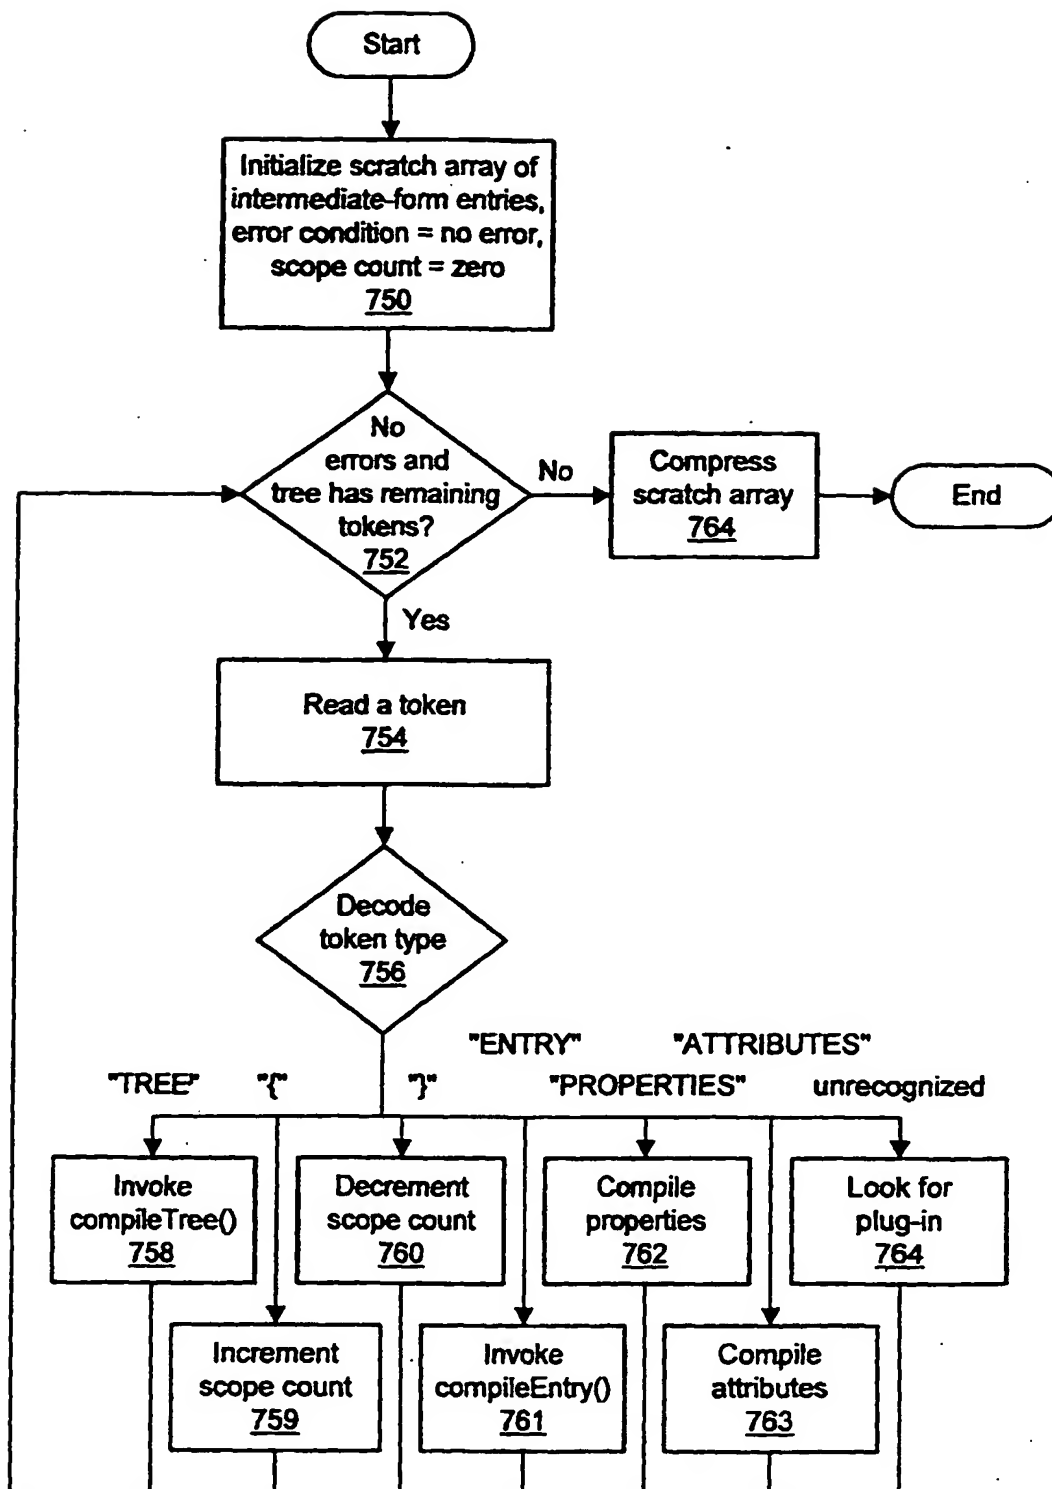 Start
Initialize scratch array of
intermediate-form entries,
error condition = no error,
scope count = zero
750
No
errors and
tree has remaining
tokens?
752
No
Compress
scratch array
764
End
Yes
Read a token
754
Decode
token type
756
"ENTRY"
"ATTRIBUTES"
"TREE"
"{"
"}"
"PROPERTIES"
unrecognized
Invoke
compileTree()
758
Decrement
scope count
760
Compile
properties
762
Look for
plug-in
764
Increment
scope count
759
Invoke
compileEntry()
761
Compile
attributes
763